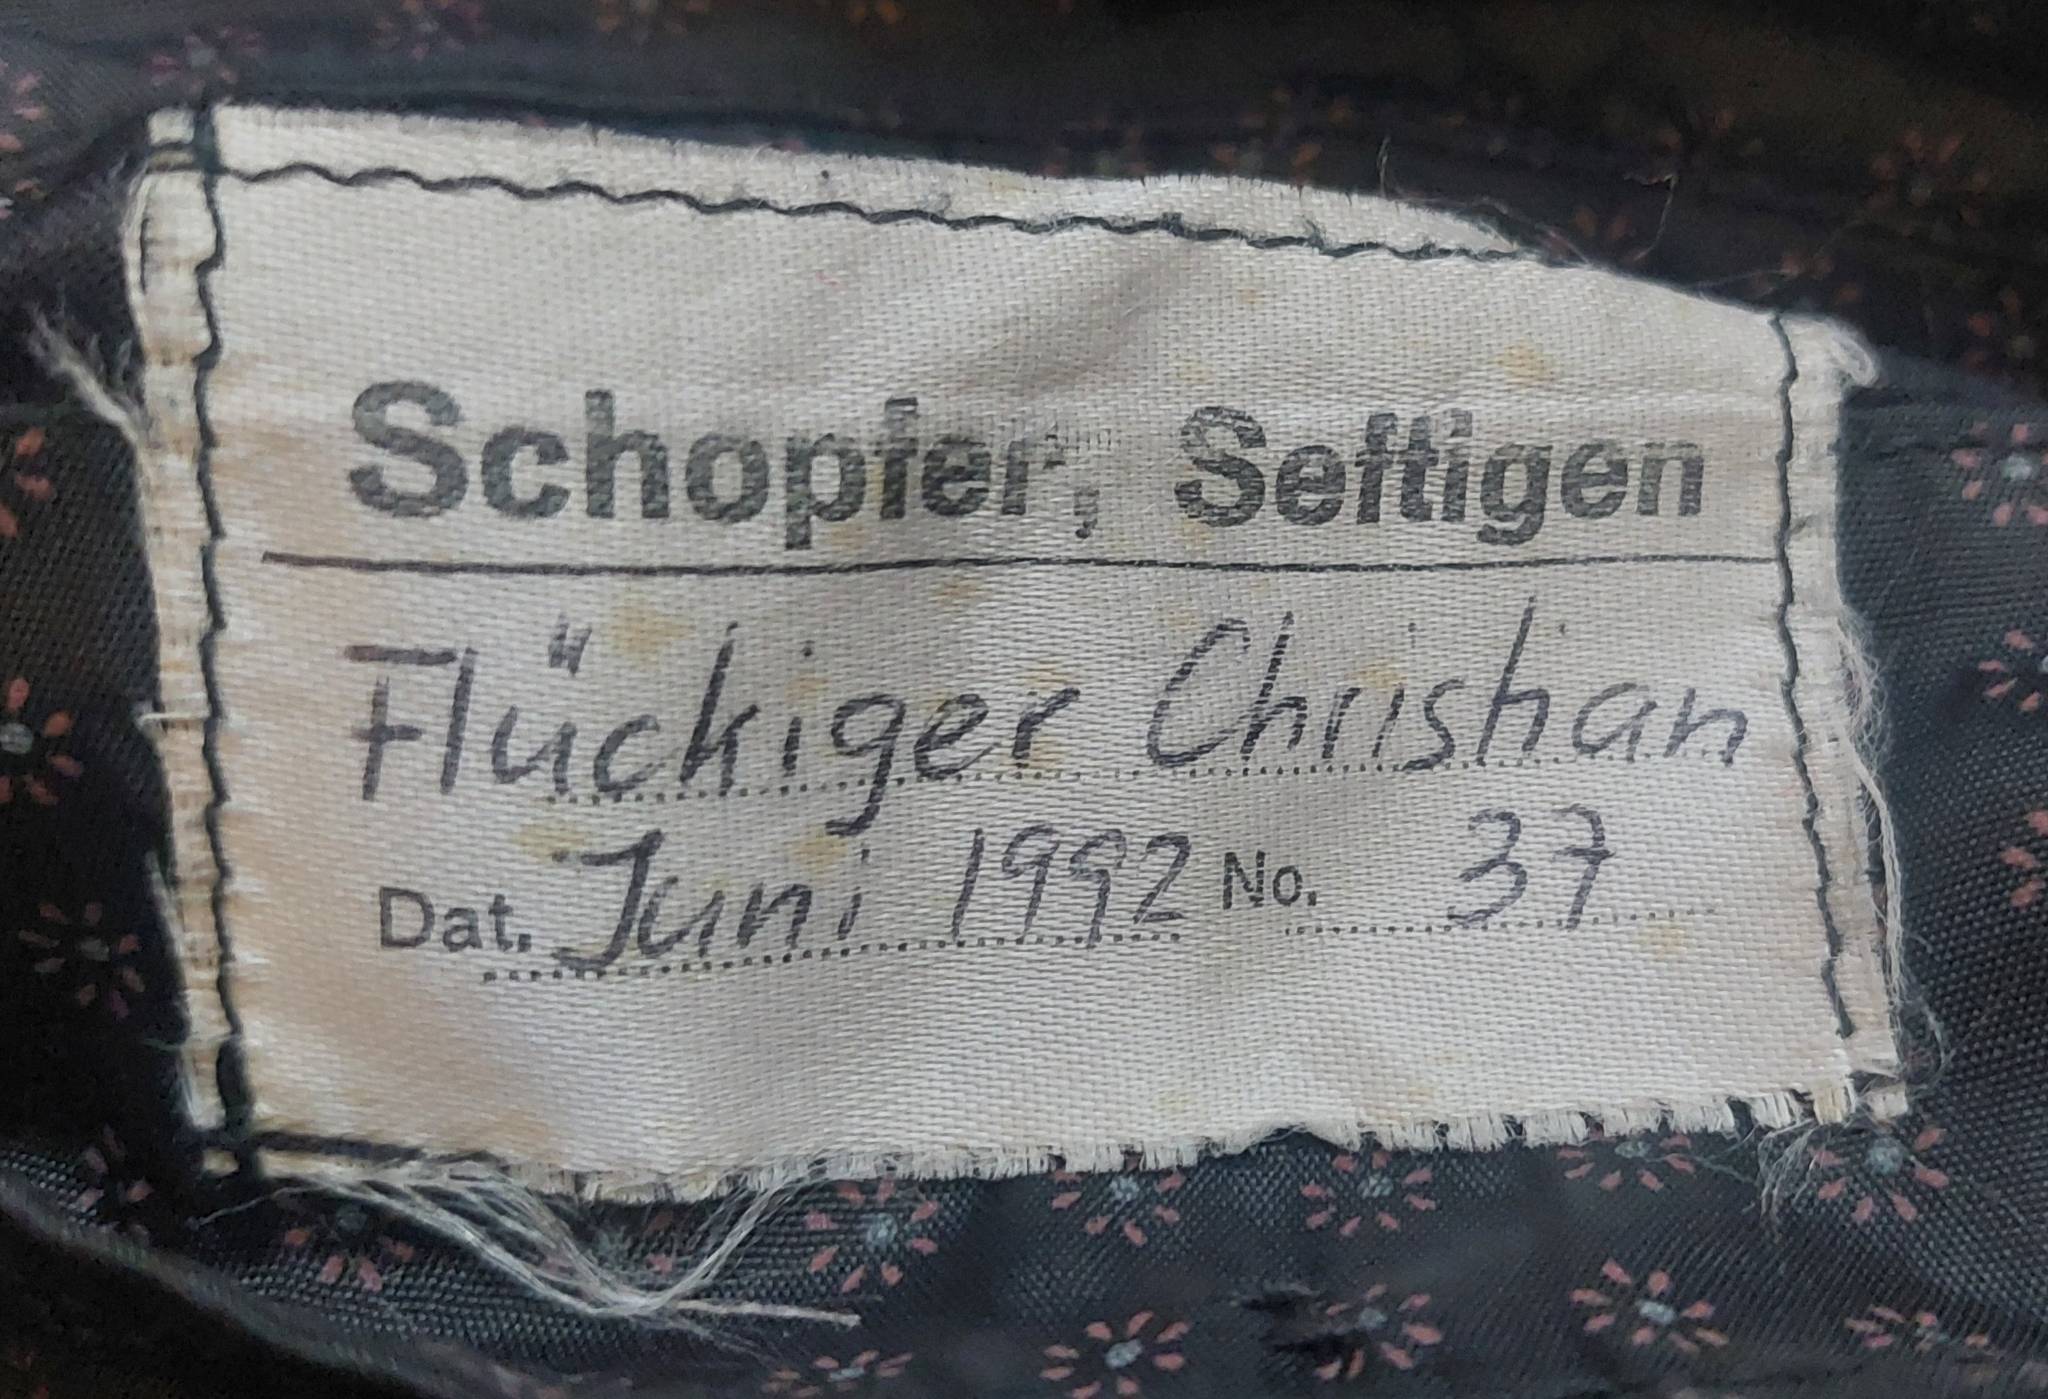 Schopfer, Seftigen
Flückiger Christian
Dat. Juni 1992 No. 37